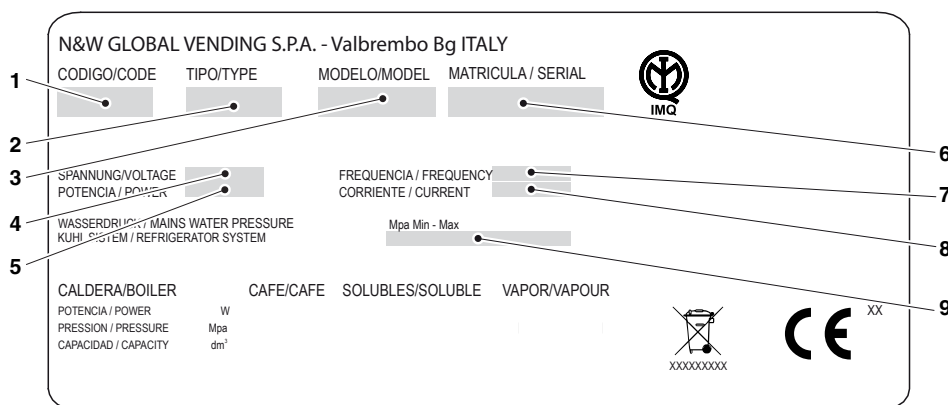 N&W GLOBAL VENDING S.P.A. - Valbrembo Bg ITALY
CODIGO/CODE TIPO/TYPE MODELO/MODEL MATRICULA / SERIAL
IMQ
1
2
3
4
5
6
7
8
9
SPANNUNG/VOLTAGE FREQUENCIA / FREQUENCY
POTENCIA / POWER CORRIENTE / CURRENT
WASSERDRUCK / MAINS WATER PRESSURE Mpa Min - Max
KUHL SISTEM / REFRIGERATOR SYSTEM
CALDERA/BOILER CAFE/CAFE SOLUBLES/SOLUBLE VAPOR/VAPOUR
POTENCIA / POWER W
PRESSION / PRESSURE Mpa
CAPACIDAD / CAPACITY dm³
XXXXXXXXX
CE XX